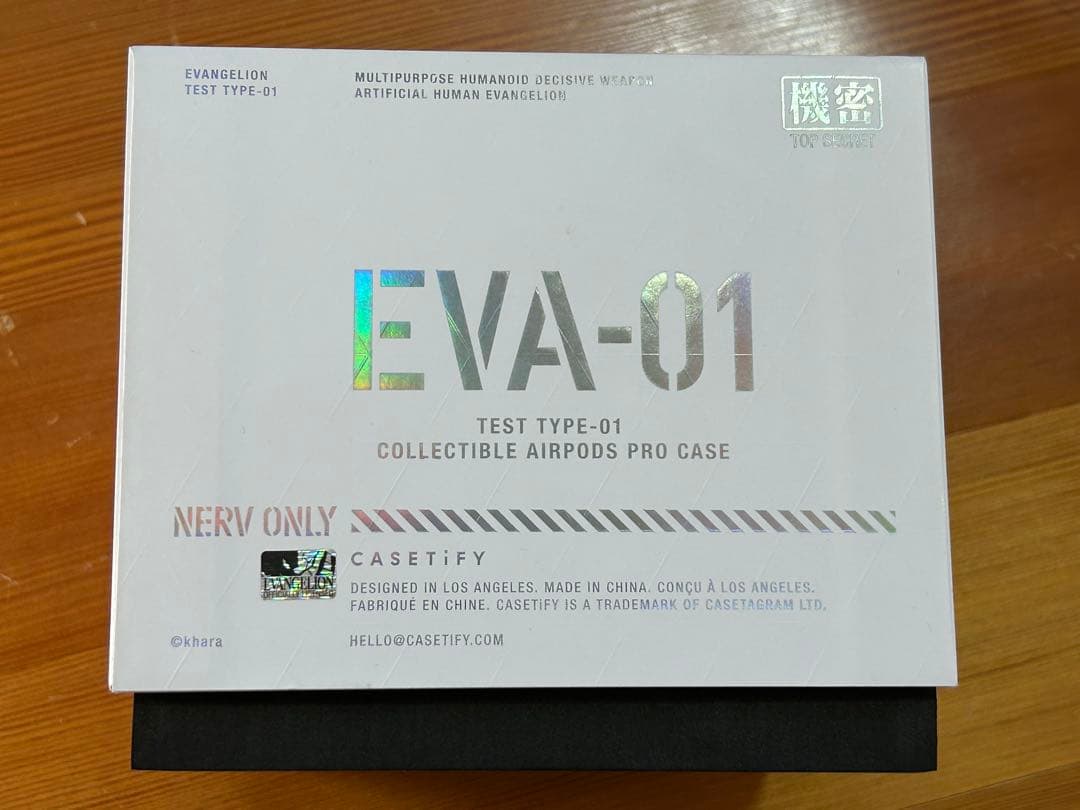 EVANGELION
TEST TYPE-01
MULTIPURPOSE HUMANOID DECISIVE WEAPON
ARTIFICIAL HUMAN EVANGELION
機密
TOP SECRET
EVA-01
TEST TYPE-01
COLLECTIBLE AIRPODS PRO CASE
NERV ONLY
EVANGELION
CASETiFY
DESIGNED IN LOS ANGELES. MADE IN CHINA. CONÇU À LOS ANGELES.
FABRIQUÉ EN CHINE. CASETiFY IS A TRADEMARK OF CASETAGRAM LTD.
©khara
HELLO@CASETIFY.COM